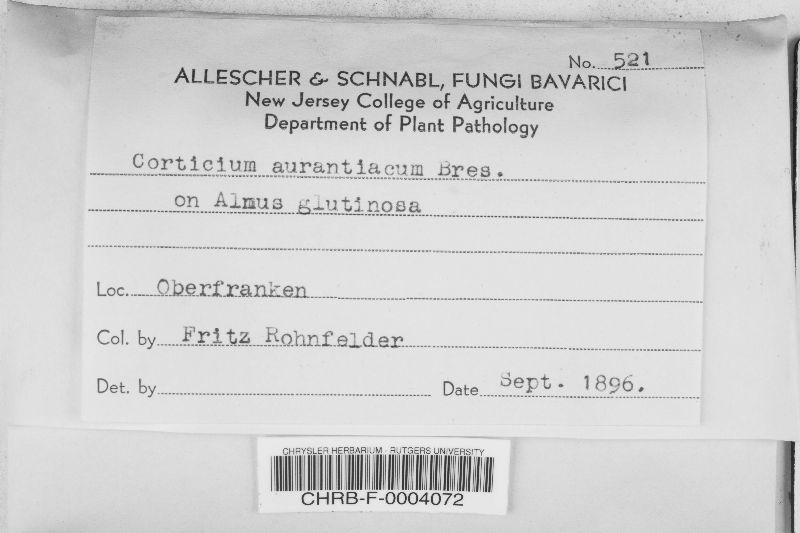 No. 521
ALLESCHER & SCHNABL, FUNGI BAVARICI
New Jersey College of Agriculture
Department of Plant Pathology
Corticium aurantiacum Bres.
on Almus glutinosa
Loc. Oberfranken
Col. by Fritz Rohnfelder
Det. by
Date Sept. 1896.
CHRYSLER HERBARIUM - RUTGERS UNIVERSITY
CHRB-F-0004072